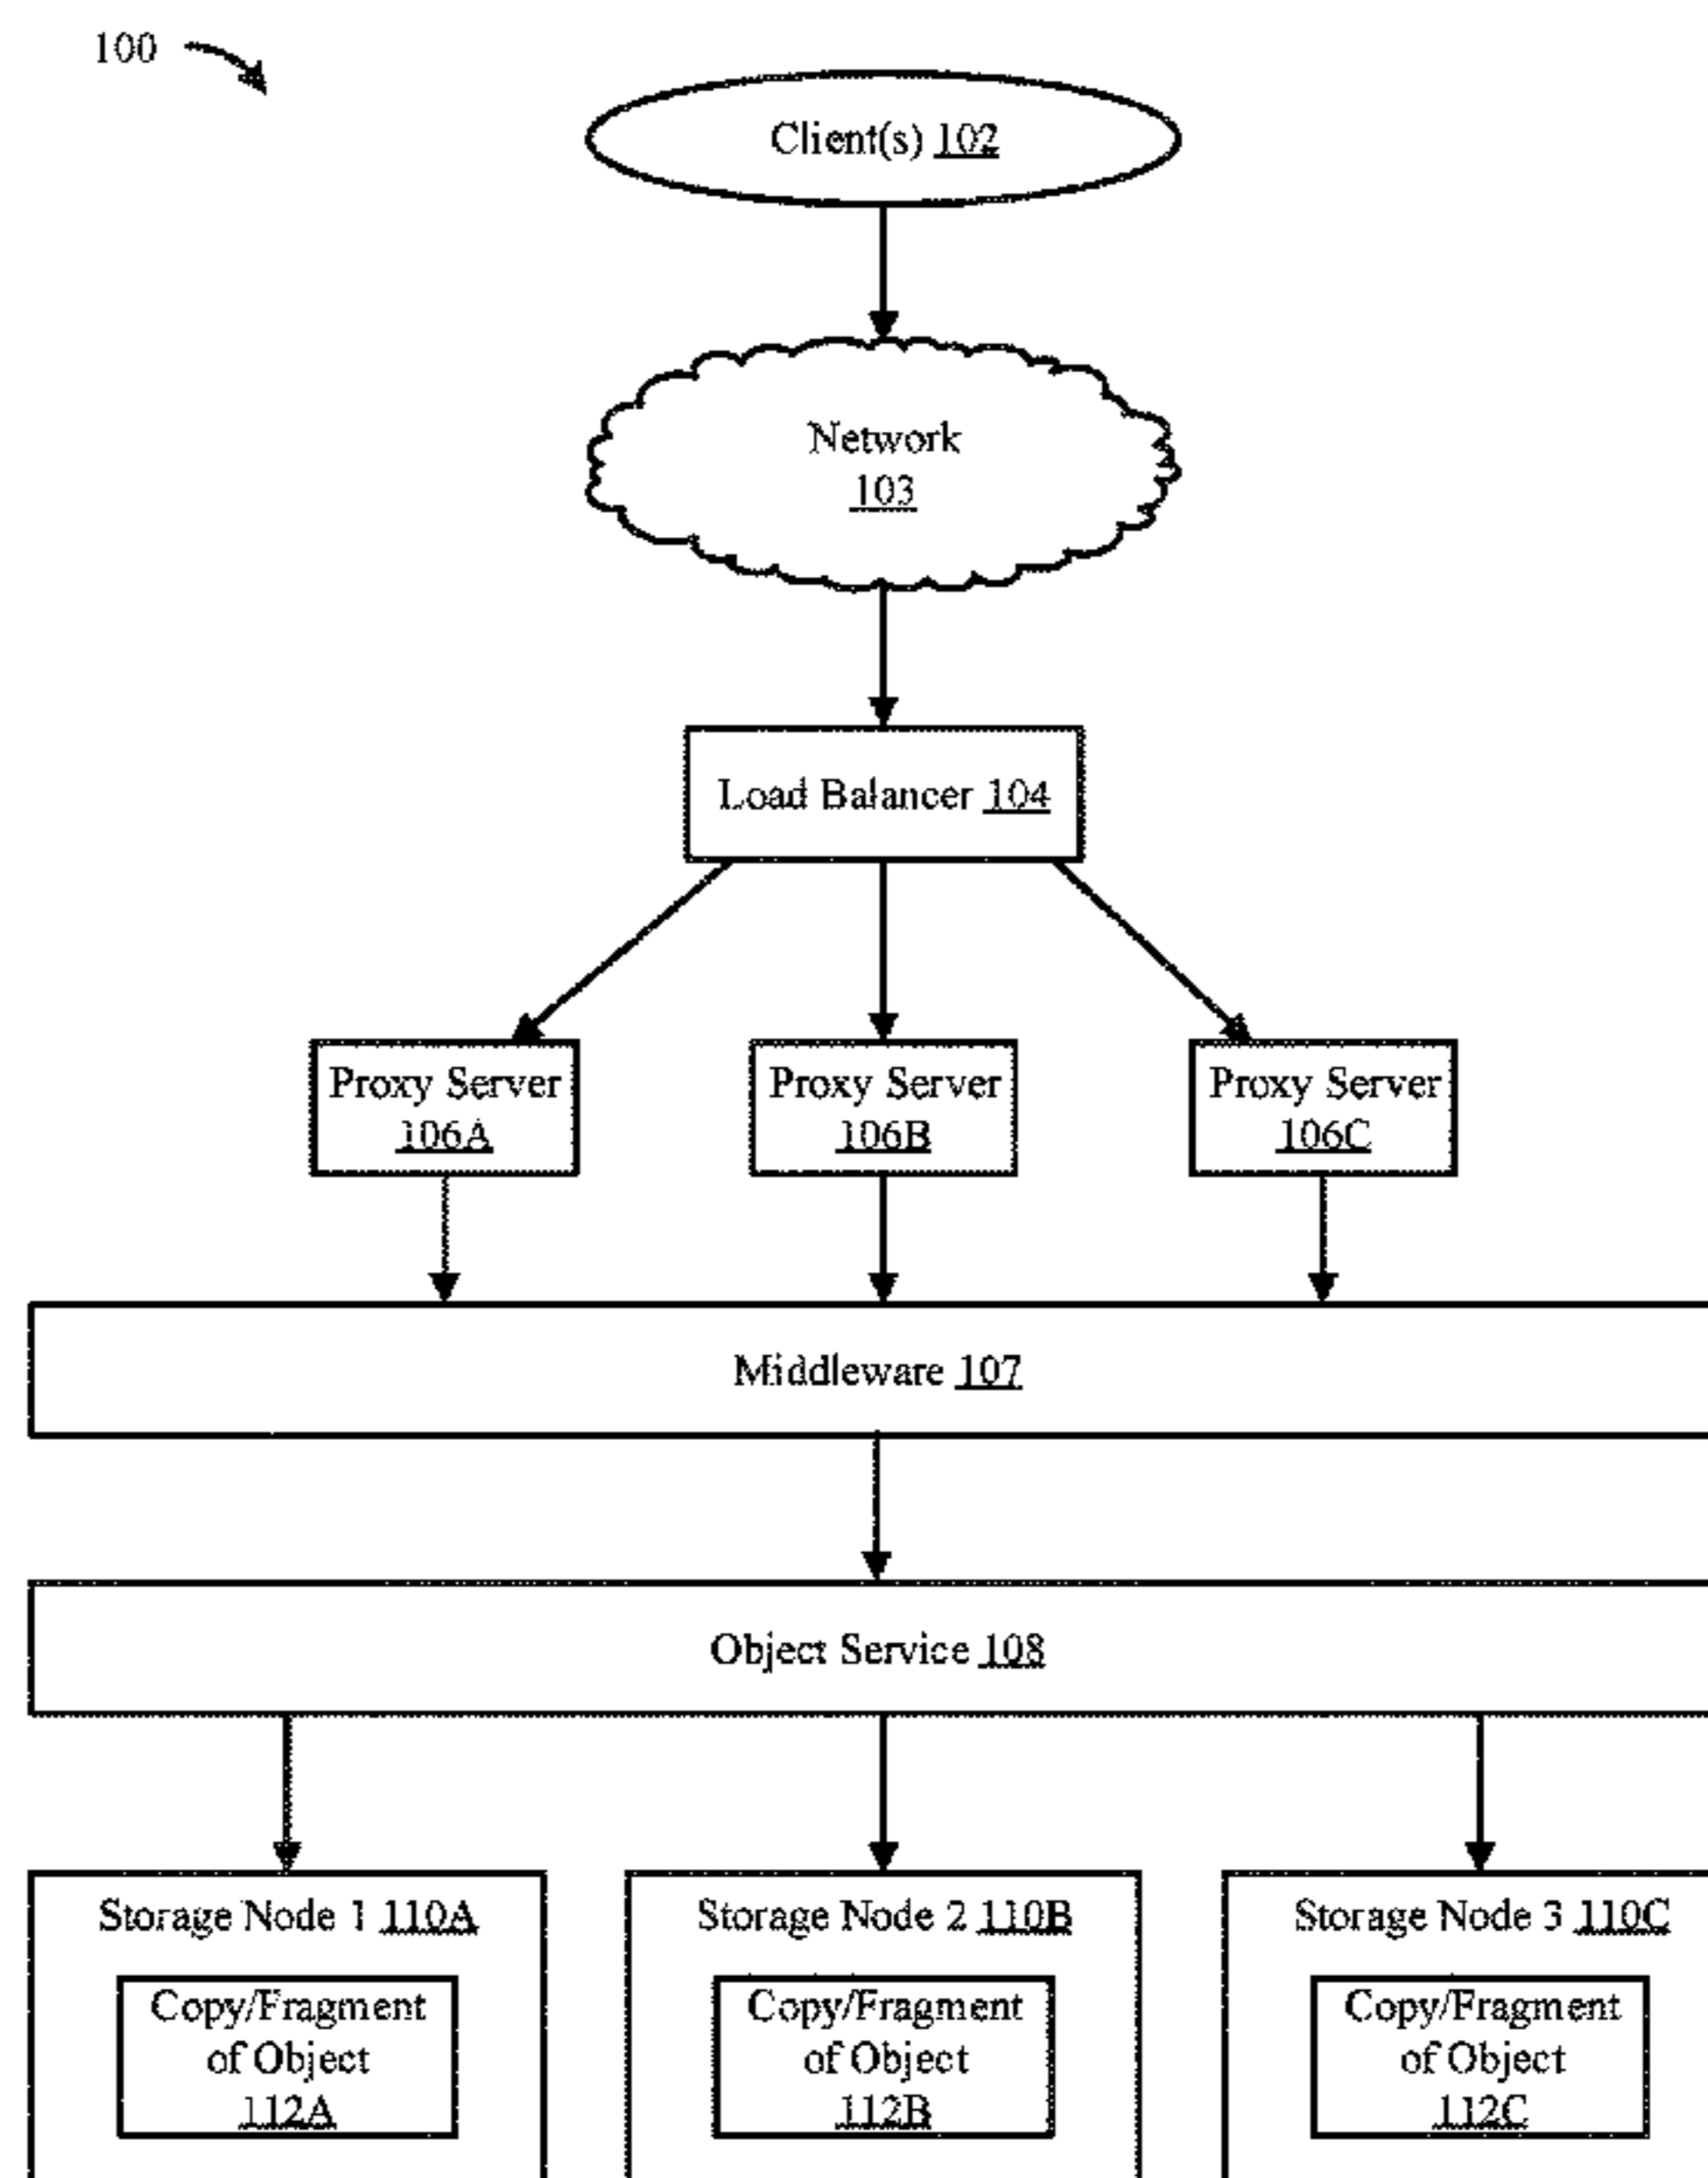 100
Client(s) 102
Network
103
Load Balancer 104
Proxy Server
106A
Proxy Server
106B
Proxy Server
106C
Middleware 107
Object Service 108
Storage Node 1 110A
Copy/Fragment
of Object
112A
Storage Node 2 110B
Copy/Fragment
of Object
112B
Storage Node 3 110C
Copy/Fragment
of Object
112C